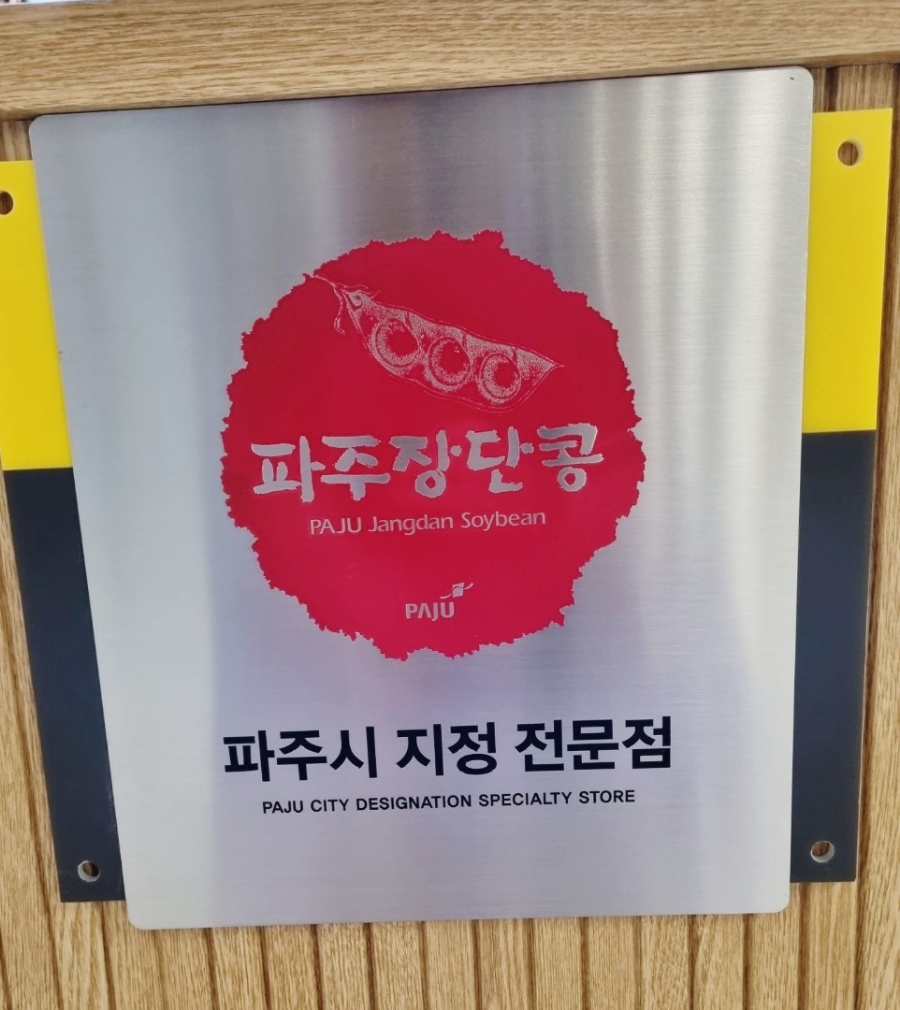 파주장단콩
PAJU Jangdan Soybean
PAJU
파주시 지정 전문점
PAJU CITY DESIGNATION SPECIALTY STORE